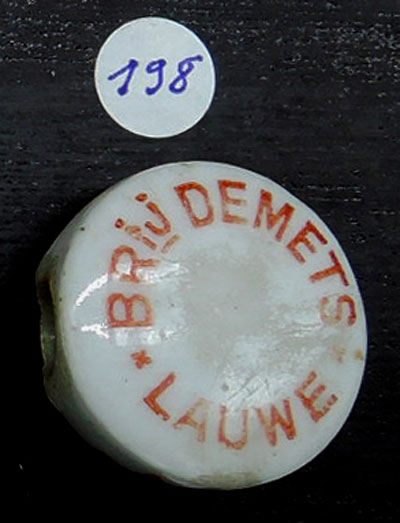 198
BRIJ DEMETS
* LAUWE *